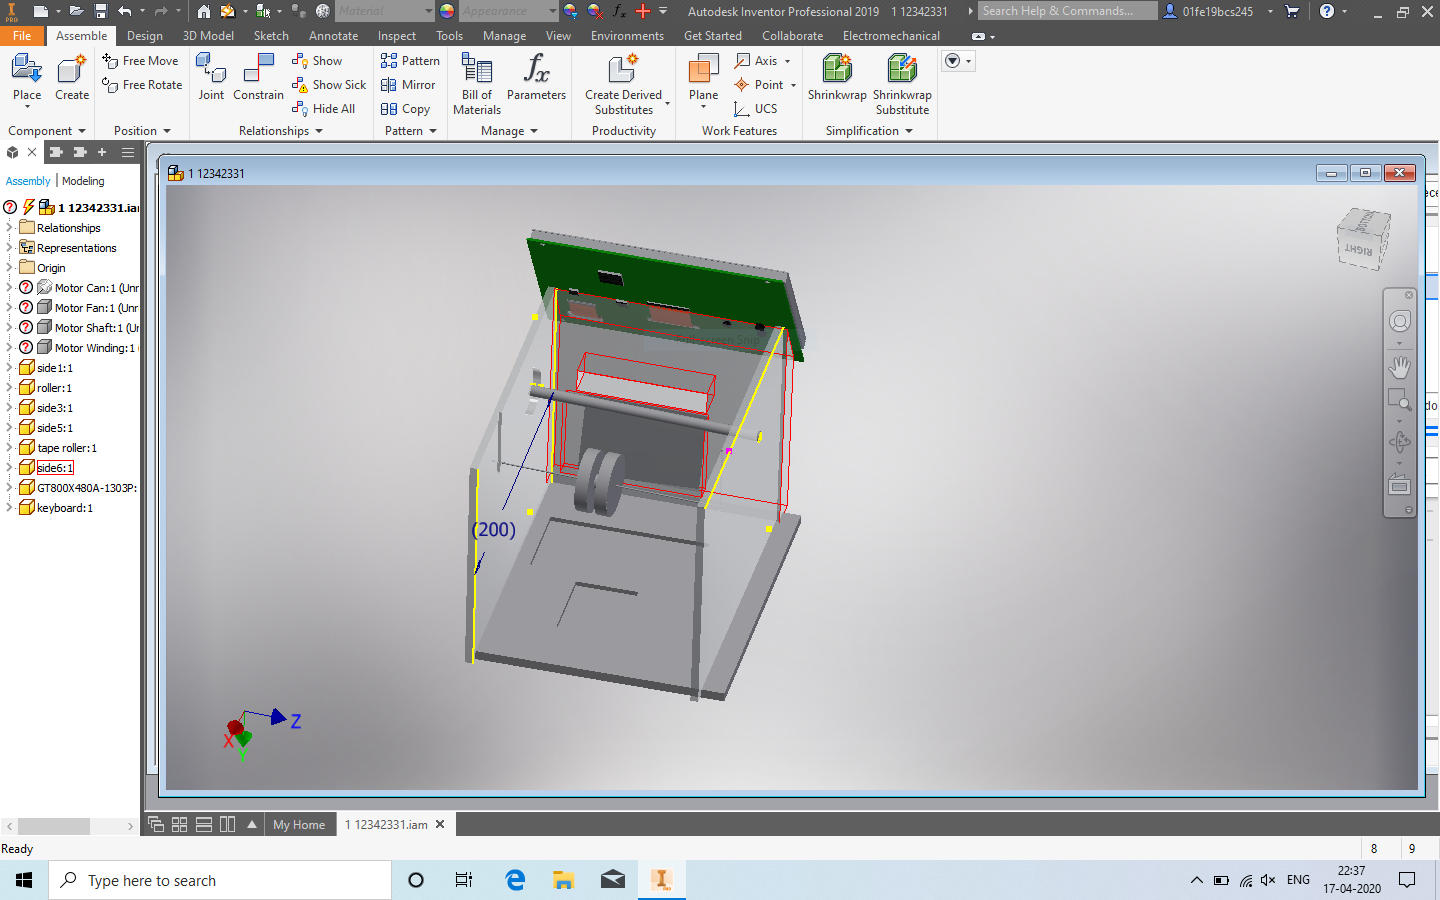 Material
Appearance
Autodesk Inventor Professional 2019 1 12342331
Search Help & Commands...
01fe19bcs245
PRO
File Assemble Design 3D Model Sketch Annotate Inspect Tools Manage View Environments Get Started Collaborate Electromechanical
Place
Create
Component
Free Move
Free Rotate
Position
Joint
Constrain
Show
Show Sick
Hide All
Relationships
Pattern
Mirror
Copy
Pattern
Bill of
Materials
Parameters
Manage
Create Derived
Substitutes
Productivity
Plane
Axis
Point
UCS
Work Features
Shrinkwrap
Shrinkwrap
Substitute
Simplification
Assembly | Modeling
1 12342331.iam
Relationships
Representations
Origin
Motor Can:1 (Unr
Motor Fan:1 (Unr
Motor Shaft:1 (Ur
Motor Winding:1 (
side1:1
roller:1
side3:1
side5:1
tape roller:1
side6:1
GT800X480A-1303P:
keyboard:1
1 12342331
RIGHT
Full-screen Snip
(200)
X
Y
Z
My Home
1 12342331.iam
Ready
8 9
Type here to search
ENG
22:37
17-04-2020